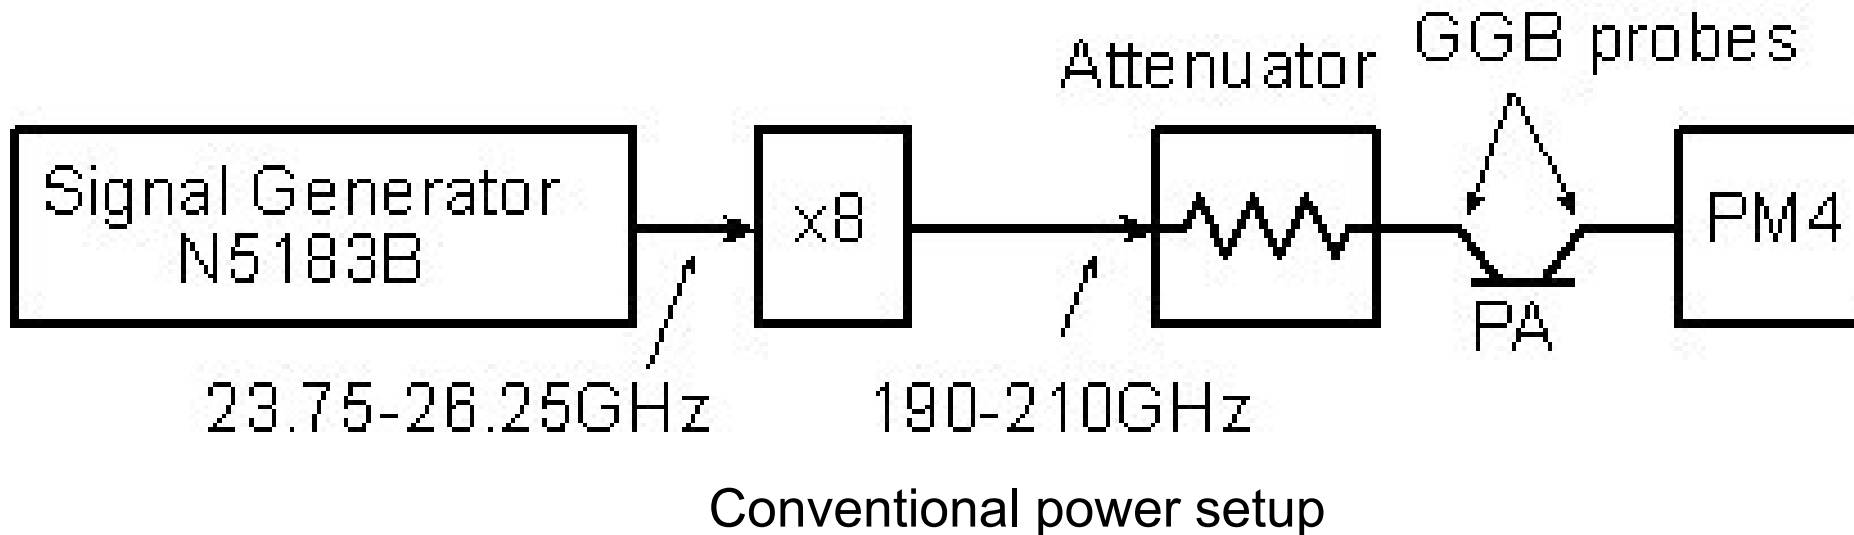 Attenuator
GGB probes
Signal Generator
N5183B
x8
PM4
PA
23.75-26.25GHz
190-210GHz
Conventional power setup